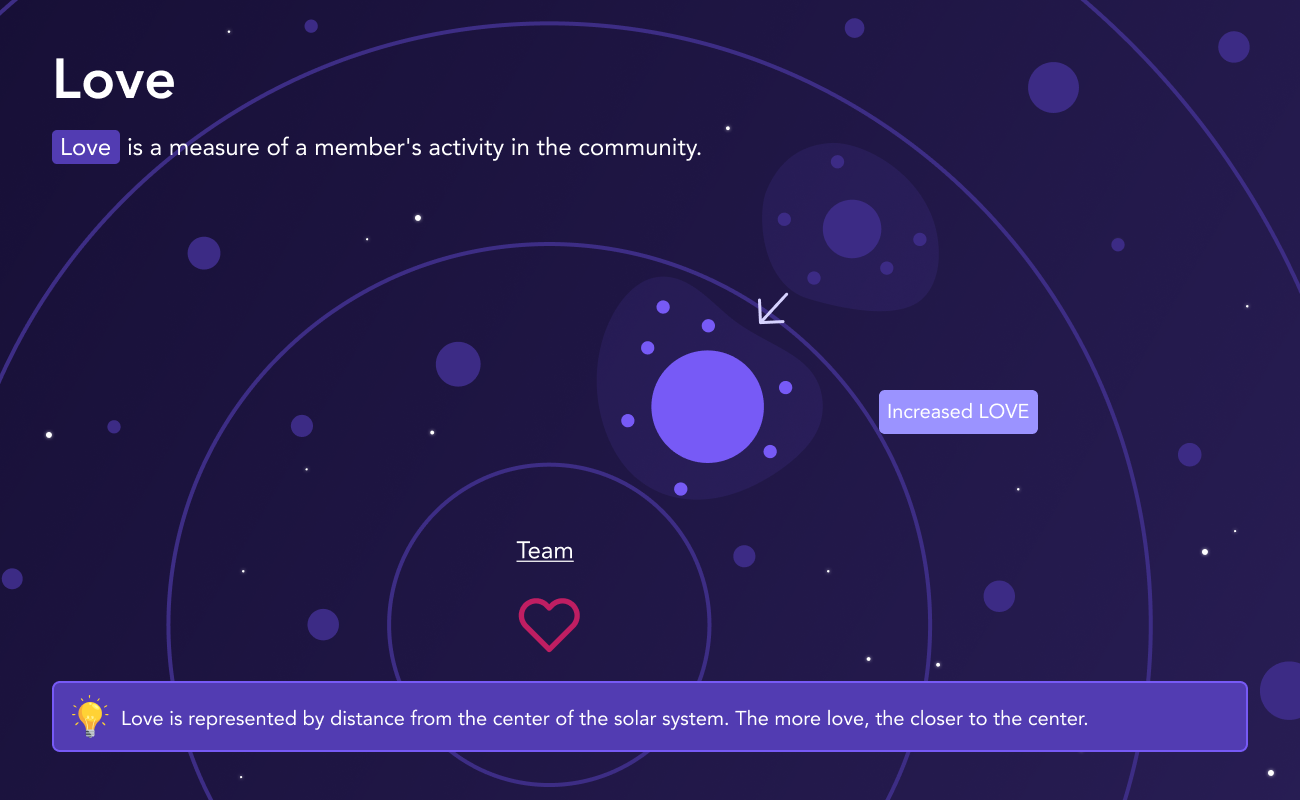 Love
Love is a measure of a member's activity in the community.
Increased LOVE
Team
Love is represented by distance from the center of the solar system. The more love, the closer to the center.